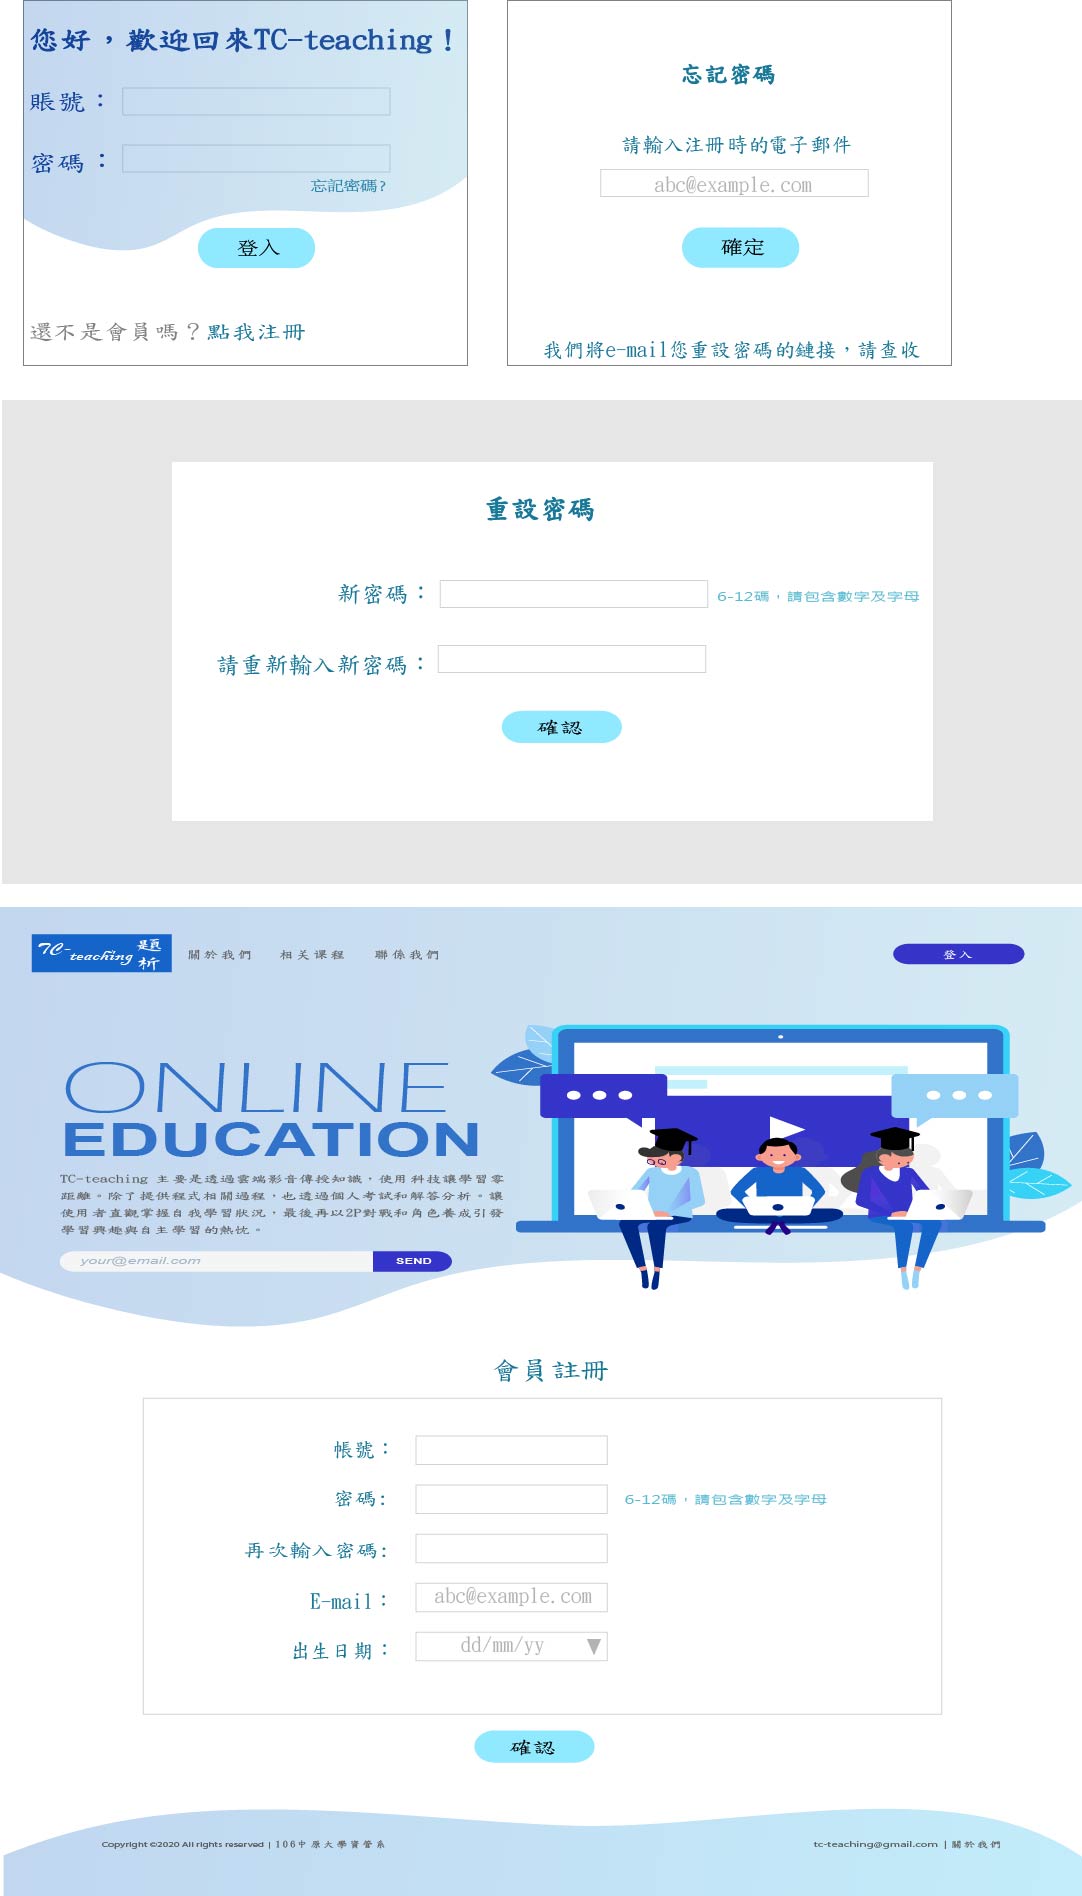 您好，歡迎回來TC-teaching！
賬號：
密碼：
忘記密碼?
登入
還不是會員嗎？點我注冊
忘記密碼
請輸入注冊時的電子郵件
abc@example.com
確定
我們將e-mail您重設密碼的鏈接，請查收
重設密碼
新密碼：
6-12碼，請包含數字及字母
請重新輸入新密碼：
確認
TC-teaching 題析
關於我們 相关课程 聯係我們
登入
ONLINE
EDUCATION
TC-teaching 主要是透過雲端影音傳授知識，使用科技讓學習零
距離。除了提供程式相關過程，也透過個人考試和解答分析。讓
使用者直觀掌握自我學習狀況，最後再以2P對戰和角色養成引發
學習興趣與自主學習的熱忱。
your@email.com
SEND
會員註冊
帳號：
密碼:
6-12碼，請包含數字及字母
再次輸入密碼:
E-mail：
abc@example.com
出生日期：
dd/mm/yy
確認
Copyright ©2020 All rights reserved | 106中原大學資管系
tc-teaching@gmail.com | 關於我們